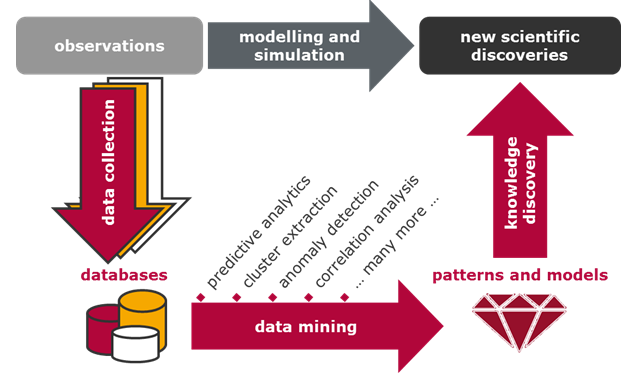 observations
modelling and
simulation
new scientific
discoveries
data collection
databases
predictive analytics
cluster extraction
anomaly detection
correlation analysis
... many more ...
data mining
knowledge
discovery
patterns and models